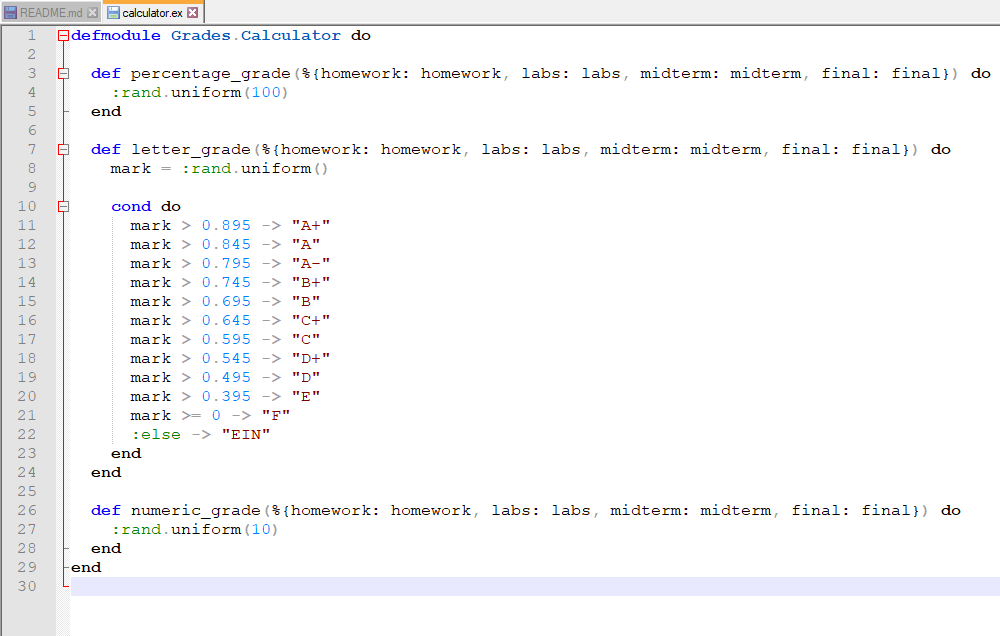 README.md calculator.ex
1 defmodule Grades.Calculator do
2
3   def percentage_grade(%{homework: homework, labs: labs, midterm: midterm, final: final}) do
4     :rand.uniform(100)
5   end
6
7   def letter_grade(%{homework: homework, labs: labs, midterm: midterm, final: final}) do
8     mark = :rand.uniform()
9
10     cond do
11       mark > 0.895 -> "A+"
12       mark > 0.845 -> "A"
13       mark > 0.795 -> "A-"
14       mark > 0.745 -> "B+"
15       mark > 0.695 -> "B"
16       mark > 0.645 -> "C+"
17       mark > 0.595 -> "C"
18       mark > 0.545 -> "D+"
19       mark > 0.495 -> "D"
20       mark > 0.395 -> "E"
21       mark >= 0 -> "F"
22       :else -> "EIN"
23     end
24   end
25
26   def numeric_grade(%{homework: homework, labs: labs, midterm: midterm, final: final}) do
27     :rand.uniform(10)
28   end
29 end
30